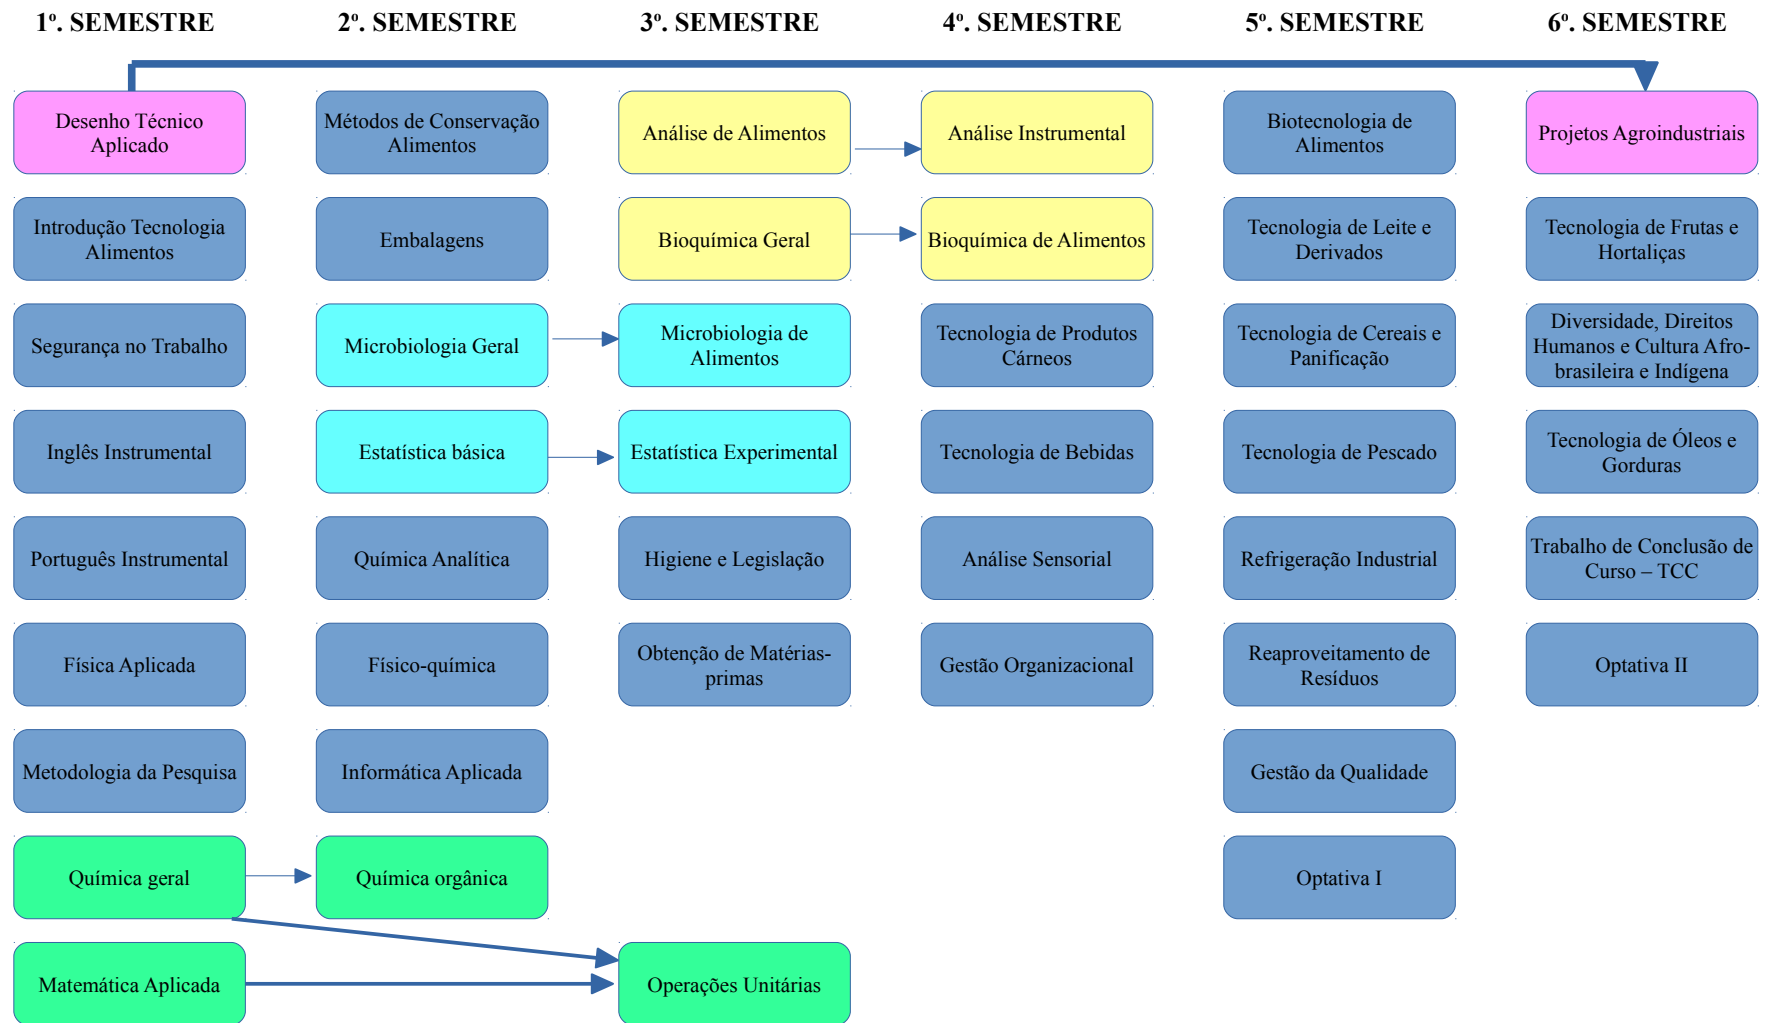 1º. SEMESTRE
2º. SEMESTRE
3º. SEMESTRE
4º. SEMESTRE
5º. SEMESTRE
6º. SEMESTRE
Desenho Técnico
Aplicado
Métodos de Conservação
Alimentos
Análise de Alimentos
Análise Instrumental
Biotecnologia de
Alimentos
Projetos Agroindustriais
Introdução Tecnologia
Alimentos
Embalagens
Bioquímica Geral
Bioquímica de Alimentos
Tecnologia de Leite e
Derivados
Tecnologia de Frutas e
Hortaliças
Segurança no Trabalho
Microbiologia Geral
Microbiologia de
Alimentos
Tecnologia de Produtos
Cárneos
Tecnologia de Cereais e
Panificação
Diversidade, Direitos
Humanos e Cultura Afro-
brasileira e Indígena
Inglês Instrumental
Estatística básica
Estatística Experimental
Tecnologia de Bebidas
Tecnologia de Pescado
Tecnologia de Óleos e
Gorduras
Português Instrumental
Química Analítica
Higiene e Legislação
Análise Sensorial
Refrigeração Industrial
Trabalho de Conclusão de
Curso – TCC
Física Aplicada
Físico-química
Obtenção de Matérias-
primas
Gestão Organizacional
Reaproveitamento de
Resíduos
Optativa II
Metodologia da Pesquisa
Informática Aplicada
Gestão da Qualidade
Química geral
Química orgânica
Optativa I
Matemática Aplicada
Operações Unitárias